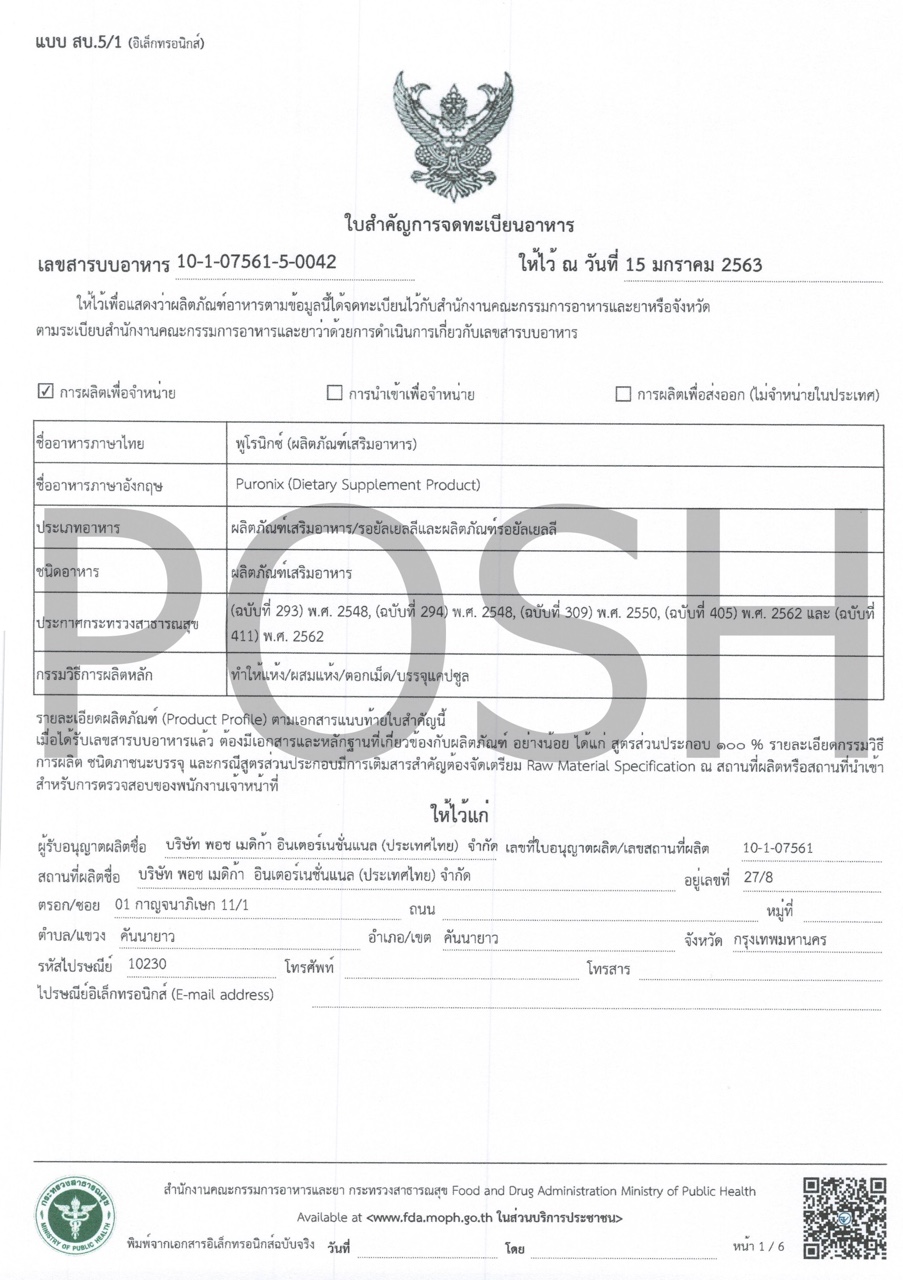 แบบ สบ.5/1 (อิเล็กทรอนิกส์)
ใบสำคัญการจดทะเบียนอาหาร
เลขสารบบอาหาร 10-1-07561-5-0042 ให้ไว้ ณ วันที่ 15 มกราคม 2563
ให้ไว้เพื่อแสดงว่าผลิตภัณฑ์อาหารตามข้อมูลนี้ได้จดทะเบียนไว้กับสำนักงานคณะกรรมการอาหารและยาหรือจังหวัด
ตามระเบียบสำนักงานคณะกรรมการอาหารและยาว่าด้วยการดำเนินการเกี่ยวกับเลขสารบบอาหาร
☑ การผลิตเพื่อจำหน่าย ☐ การนำเข้าเพื่อจำหน่าย ☐ การผลิตเพื่อส่งออก (ไม่จำหน่ายในประเทศ)
ชื่ออาหารภาษาไทย พูโรนิกซ์ (ผลิตภัณฑ์เสริมอาหาร)
ชื่ออาหารภาษาอังกฤษ Puronix (Dietary Supplement Product)
ประเภทอาหาร ผลิตภัณฑ์เสริมอาหาร/รอยัลเยลลีและผลิตภัณฑ์รอยัลเยลลี
ชนิดอาหาร ผลิตภัณฑ์เสริมอาหาร
ประกาศกระทรวงสาธารณสุข (ฉบับที่ 293) พ.ศ. 2548, (ฉบับที่ 294) พ.ศ. 2548, (ฉบับที่ 309) พ.ศ. 2550, (ฉบับที่ 405) พ.ศ. 2562 และ (ฉบับที่
411) พ.ศ. 2562
กรรมวิธีการผลิตหลัก ทำให้แห้ง/ผสมแห้ง/ตอกเม็ด/บรรจุแคปซูล
POSH
รายละเอียดผลิตภัณฑ์ (Product Profile) ตามเอกสารแนบท้ายใบสำคัญนี้
เมื่อได้รับเลขสารบบอาหารแล้ว ต้องมีเอกสารและหลักฐานที่เกี่ยวข้องกับผลิตภัณฑ์ อย่างน้อย ได้แก่ สูตรส่วนประกอบ ๑๐๐ % รายละเอียดกรรมวิธี
การผลิต ชนิดภาชนะบรรจุ และกรณีสูตรส่วนประกอบมีการเติมสารสำคัญต้องจัดเตรียม Raw Material Specification ณ สถานที่ผลิตหรือสถานที่นำเข้า
สำหรับการตรวจสอบของพนักงานเจ้าหน้าที่
ให้ไว้แก่
ผู้รับอนุญาตผลิตชื่อ บริษัท พอช เมดิก้า อินเตอร์เนชั่นแนล (ประเทศไทย) จำกัด เลขที่ใบอนุญาตผลิต/เลขสถานที่ผลิต 10-1-07561
สถานที่ผลิตชื่อ บริษัท พอช เมดิก้า อินเตอร์เนชั่นแนล (ประเทศไทย) จำกัด อยู่เลขที่ 27/8
ตรอก/ซอย 01 กาญจนาภิเษก 11/1 ถนน หมู่ที่
ตำบล/แขวง คันนายาว อำเภอ/เขต คันนายาว จังหวัด กรุงเทพมหานคร
รหัสไปรษณีย์ 10230 โทรศัพท์ โทรสาร
ไปรษณีย์อิเล็กทรอนิกส์ (E-mail address)
กระทรวงสาธารณสุข
MINISTRY OF PUBLIC HEALTH
สำนักงานคณะกรรมการอาหารและยา กระทรวงสาธารณสุข Food and Drug Administration Ministry of Public Health
Available at <www.fda.moph.go.th ในส่วนบริการประชาชน>
พิมพ์จากเอกสารอิเล็กทรอนิกส์ฉบับจริง วันที่ โดย หน้า 1 / 6